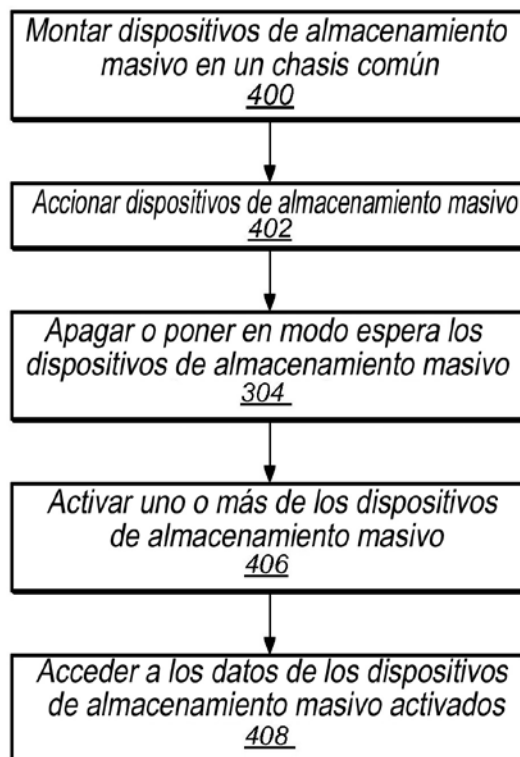 Montar dispositivos de almacenamiento
masivo en un chasis común
400
Accionar dispositivos de almacenamiento masivo
402
Apagar o poner en modo espera los
dispositivos de almacenamiento masivo
304
Activar uno o más de los dispositivos
de almacenamiento masivo
406
Acceder a los datos de los dispositivos
de almacenamiento masivo activados
408